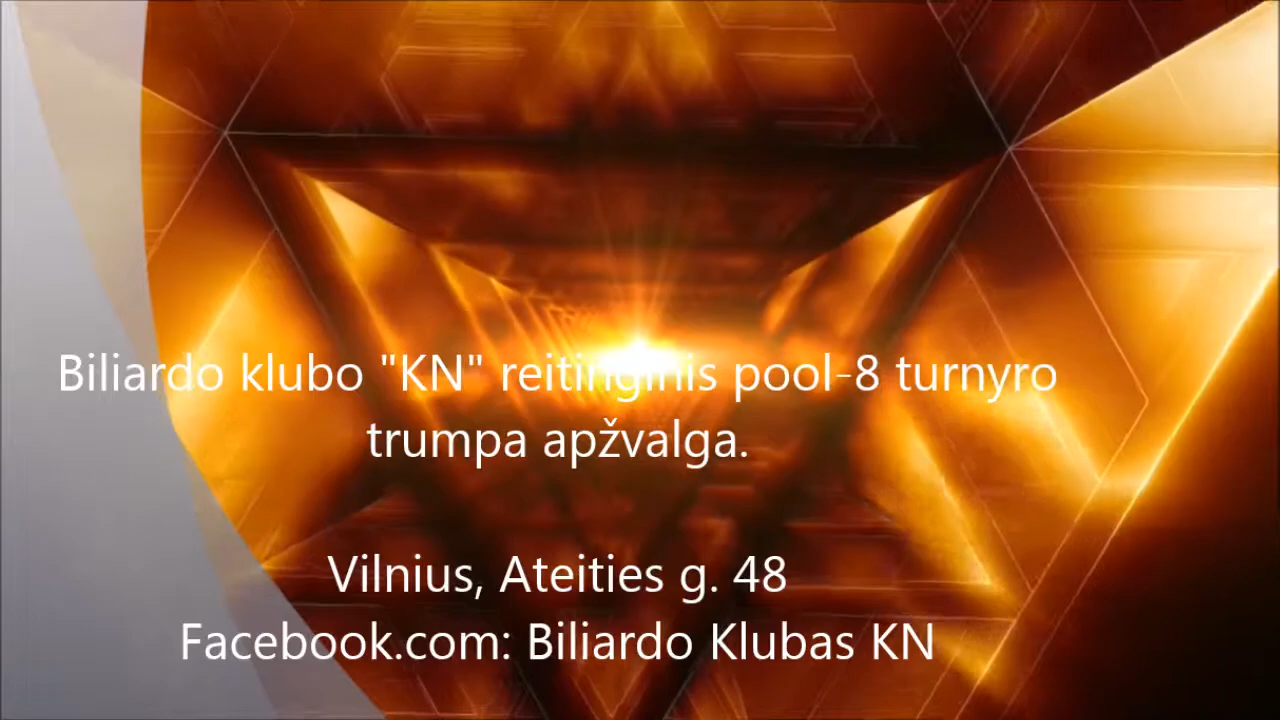 Biliardo klubo "KN" reitinginis pool-8 turnyro
trumpa apžvalga.
Vilnius, Ateities g. 48
Facebook.com: Biliardo Klubas KN